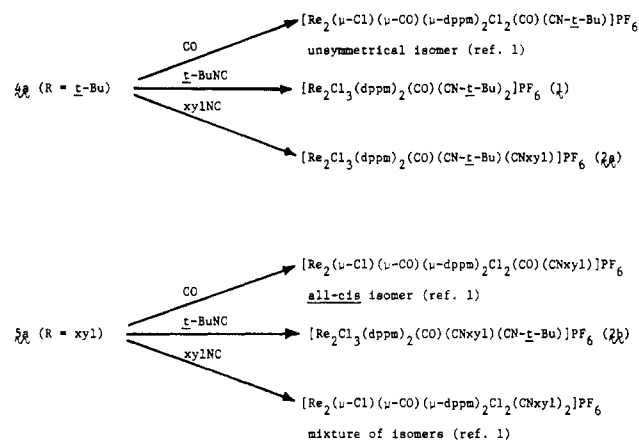 CO
[Re2(μ-Cl)(μ-CO)(μ-dppm)2Cl2(CO)(CN-t-Bu)}PF6
unsymmetrical isomer (ref. 1)
4a (R = t-Bu)
t-BuNC
[Re2Cl3(dppm)2(CO)(CN-t-Bu)2]PF6 (1)
xylNC
[Re2Cl3(dppm)2(CO)(CN-t-Bu)(CNxyl)]PF6 (2a)
CO
[Re2(μ-Cl)(μ-CO)(μ-dppm)2Cl2(CO)(CNxyl)]PF6
all-cis isomer (ref. 1)
5a (R = xyl)
t-BuNC
[Re2Cl3(dppm)2(CO)(CNxyl)(CN-t-Bu)]PF6 (2b)
xylNC
[Re2(μ-Cl)(μ-CO)(μ-dppm)2Cl2(CNxyl)2]PF6
mixture of isomers (ref. 1)